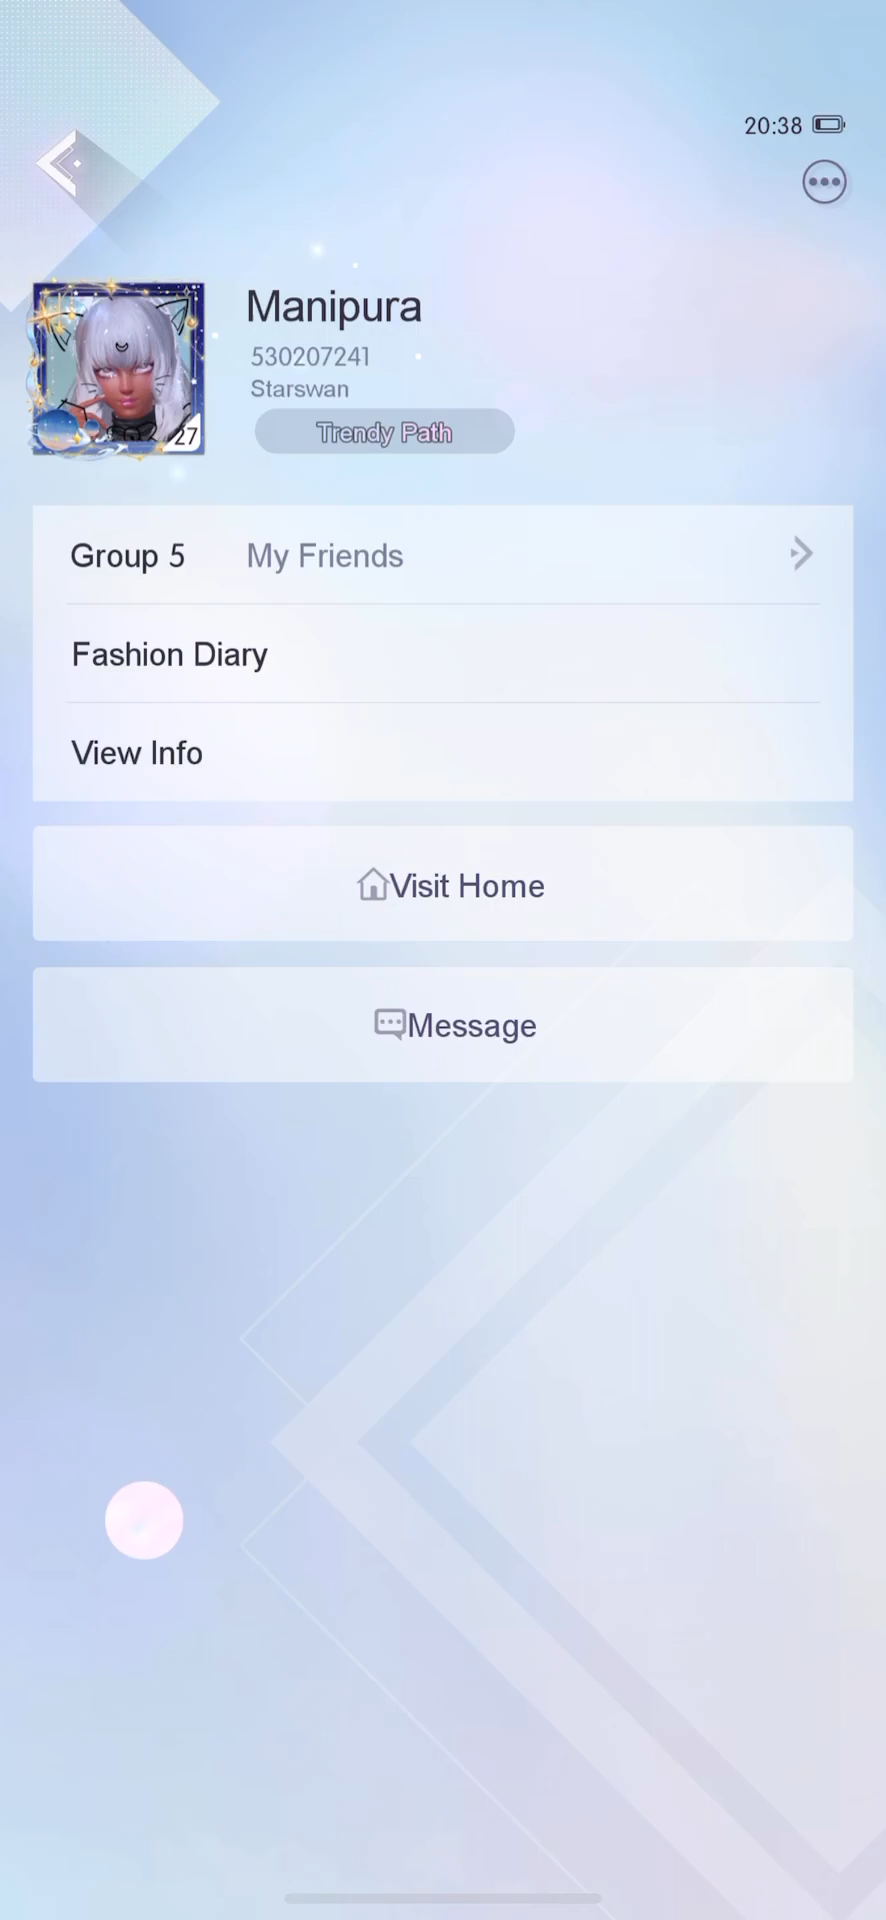 20:38
Manipura
530207241
Starswan
Trendy Path
27
Group 5 My Friends
Fashion Diary
View Info
Visit Home
Message